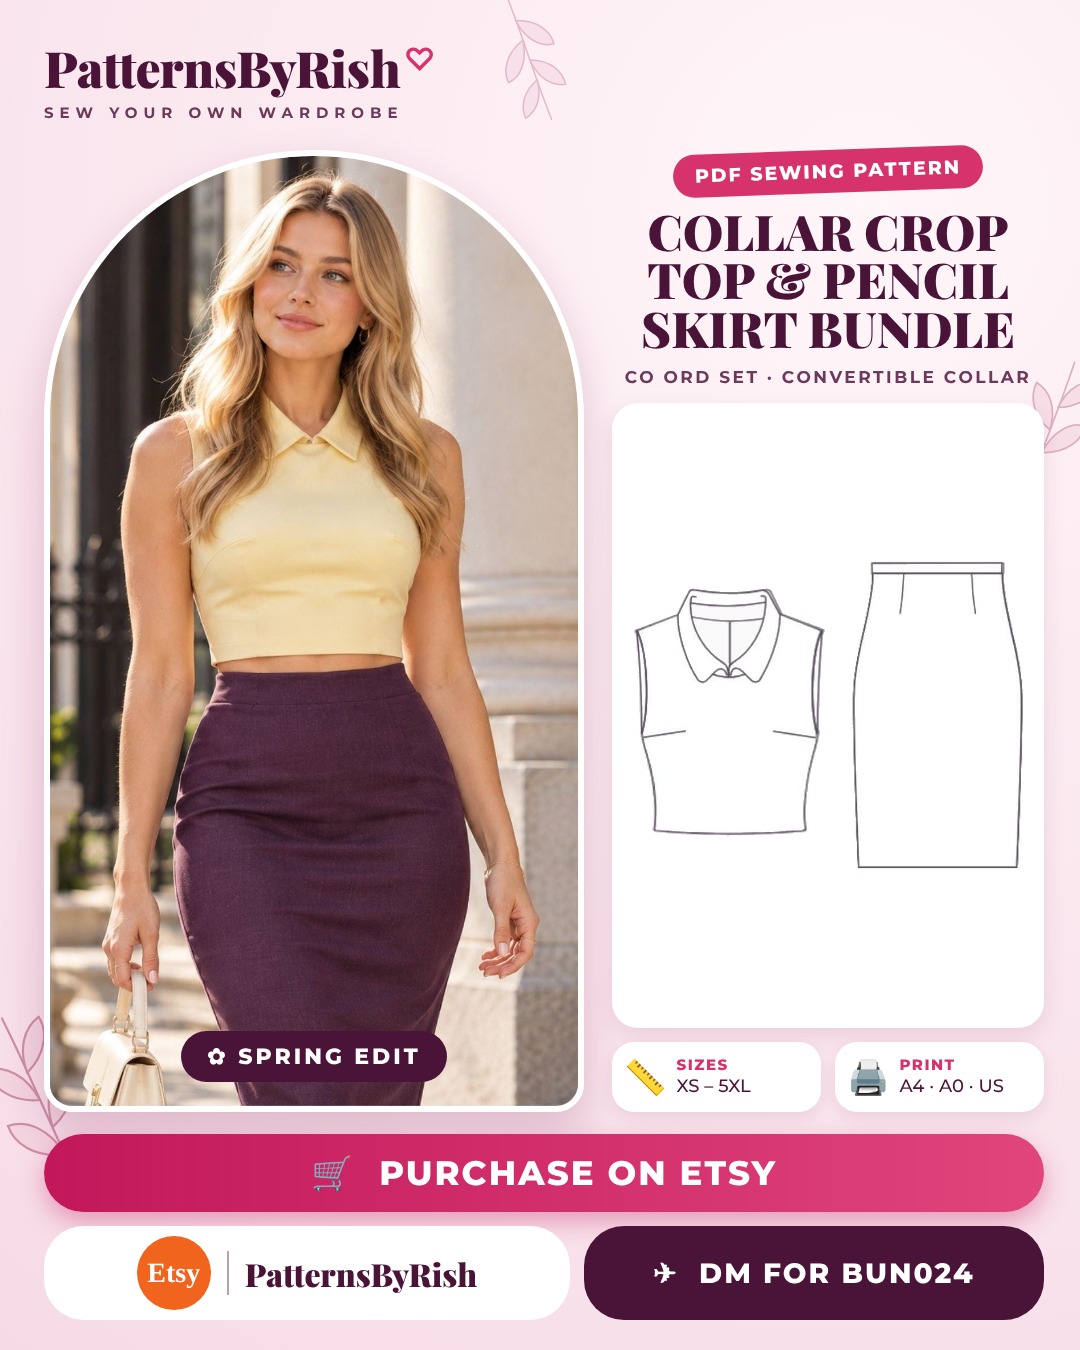 PatternsByRish
SEW YOUR OWN WARDROBE
PDF SEWING PATTERN
COLLAR CROP
TOP & PENCIL
SKIRT BUNDLE
CO ORD SET · CONVERTIBLE COLLAR
✿ SPRING EDIT
SIZES
XS – 5XL
PRINT
A4 · A0 · US
PURCHASE ON ETSY
Etsy
PatternsByRish
DM FOR BUN024